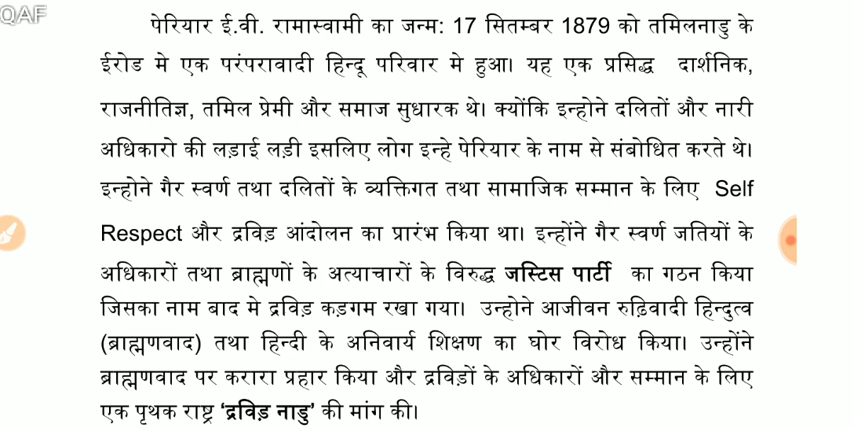 QAF
पेरियार ई.वी. रामास्वामी का जन्म: 17 सितम्बर 1879 को तमिलनाडु के
ईरोड मे एक परंपरावादी हिन्दू परिवार मे हुआ। यह एक प्रसिद्ध दार्शनिक,
राजनीतिज्ञ, तमिल प्रेमी और समाज सुधारक थे। क्योंकि इन्होने दलितों और नारी
अधिकारो की लड़ाई लड़ी इसलिए लोग इन्हे पेरियार के नाम से संबोधित करते थे।
इन्होने गैर स्वर्ण तथा दलितों के व्यक्तिगत तथा सामाजिक सम्मान के लिए Self
Respect और द्रविड़ आंदोलन का प्रारंभ किया था। इन्होंने गैर स्वर्ण जतियों के
अधिकारों तथा ब्राह्मणों के अत्याचारों के विरुद्ध जस्टिस पार्टी का गठन किया
जिसका नाम बाद मे द्रविड़ कड़गम रखा गया। उन्होने आजीवन रुढ़िवादी हिन्दुत्व
(ब्राह्मणवाद) तथा हिन्दी के अनिवार्य शिक्षण का घोर विरोध किया। उन्होंने
ब्राह्मणवाद पर करारा प्रहार किया और द्रविड़ों के अधिकारों और सम्मान के लिए
एक पृथक राष्ट्र ‘द्रविड़ नाडु’ की मांग की।